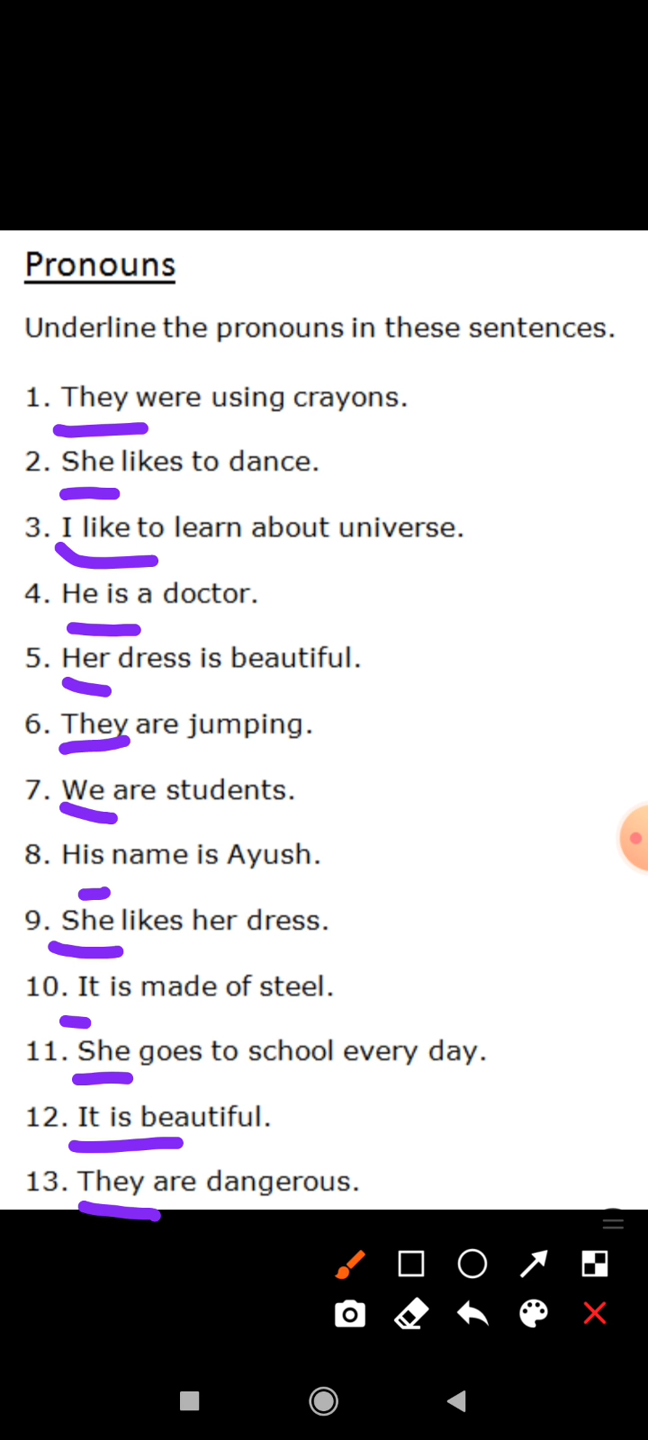 Pronouns
Underline the pronouns in these sentences.
1. They were using crayons.
2. She likes to dance.
3. I like to learn about universe.
4. He is a doctor.
5. Her dress is beautiful.
6. They are jumping.
7. We are students.
8. His name is Ayush.
9. She likes her dress.
10. It is made of steel.
11. She goes to school every day.
12. It is beautiful.
13. They are dangerous.